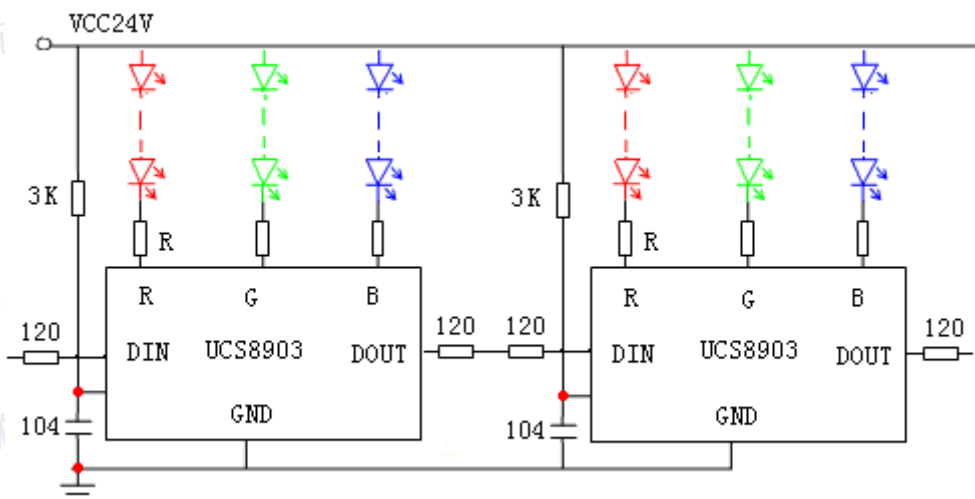 VCC24V
3K
3K
R
R
R G B
R G B
120
DIN UCS8903 DOUT
120 120
DIN UCS8903 DOUT
120
104
GND
104
GND